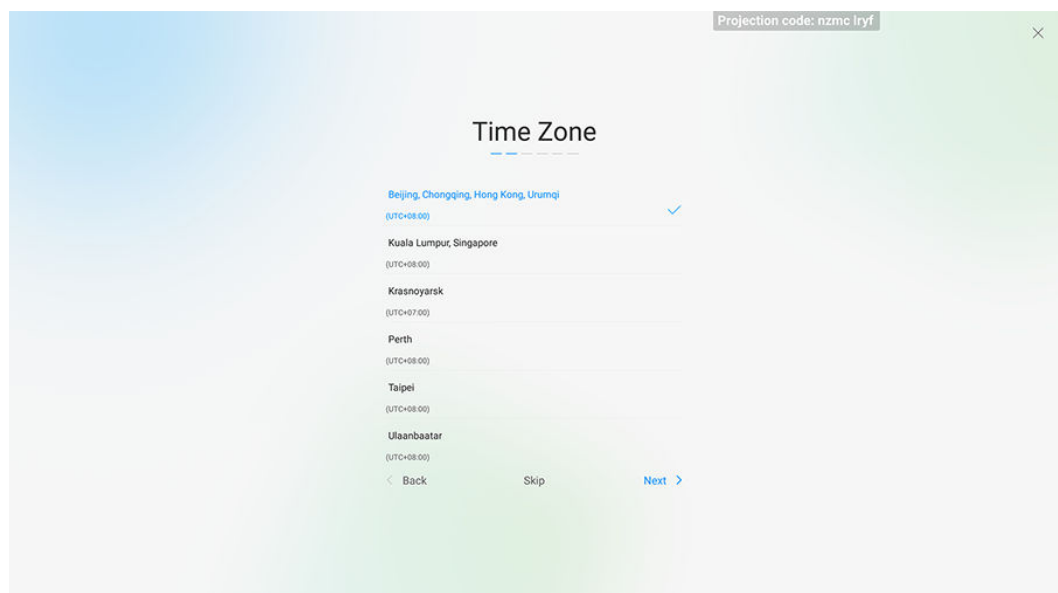 Projection code: nzmc lryf
Time Zone
Beijing, Chongqing, Hong Kong, Urumqi
(UTC+08:00)
Kuala Lumpur, Singapore
(UTC+08:00)
Krasnoyarsk
(UTC+07:00)
Perth
(UTC+08:00)
Taipei
(UTC+08:00)
Ulaanbaatar
(UTC+08:00)
Back Skip Next